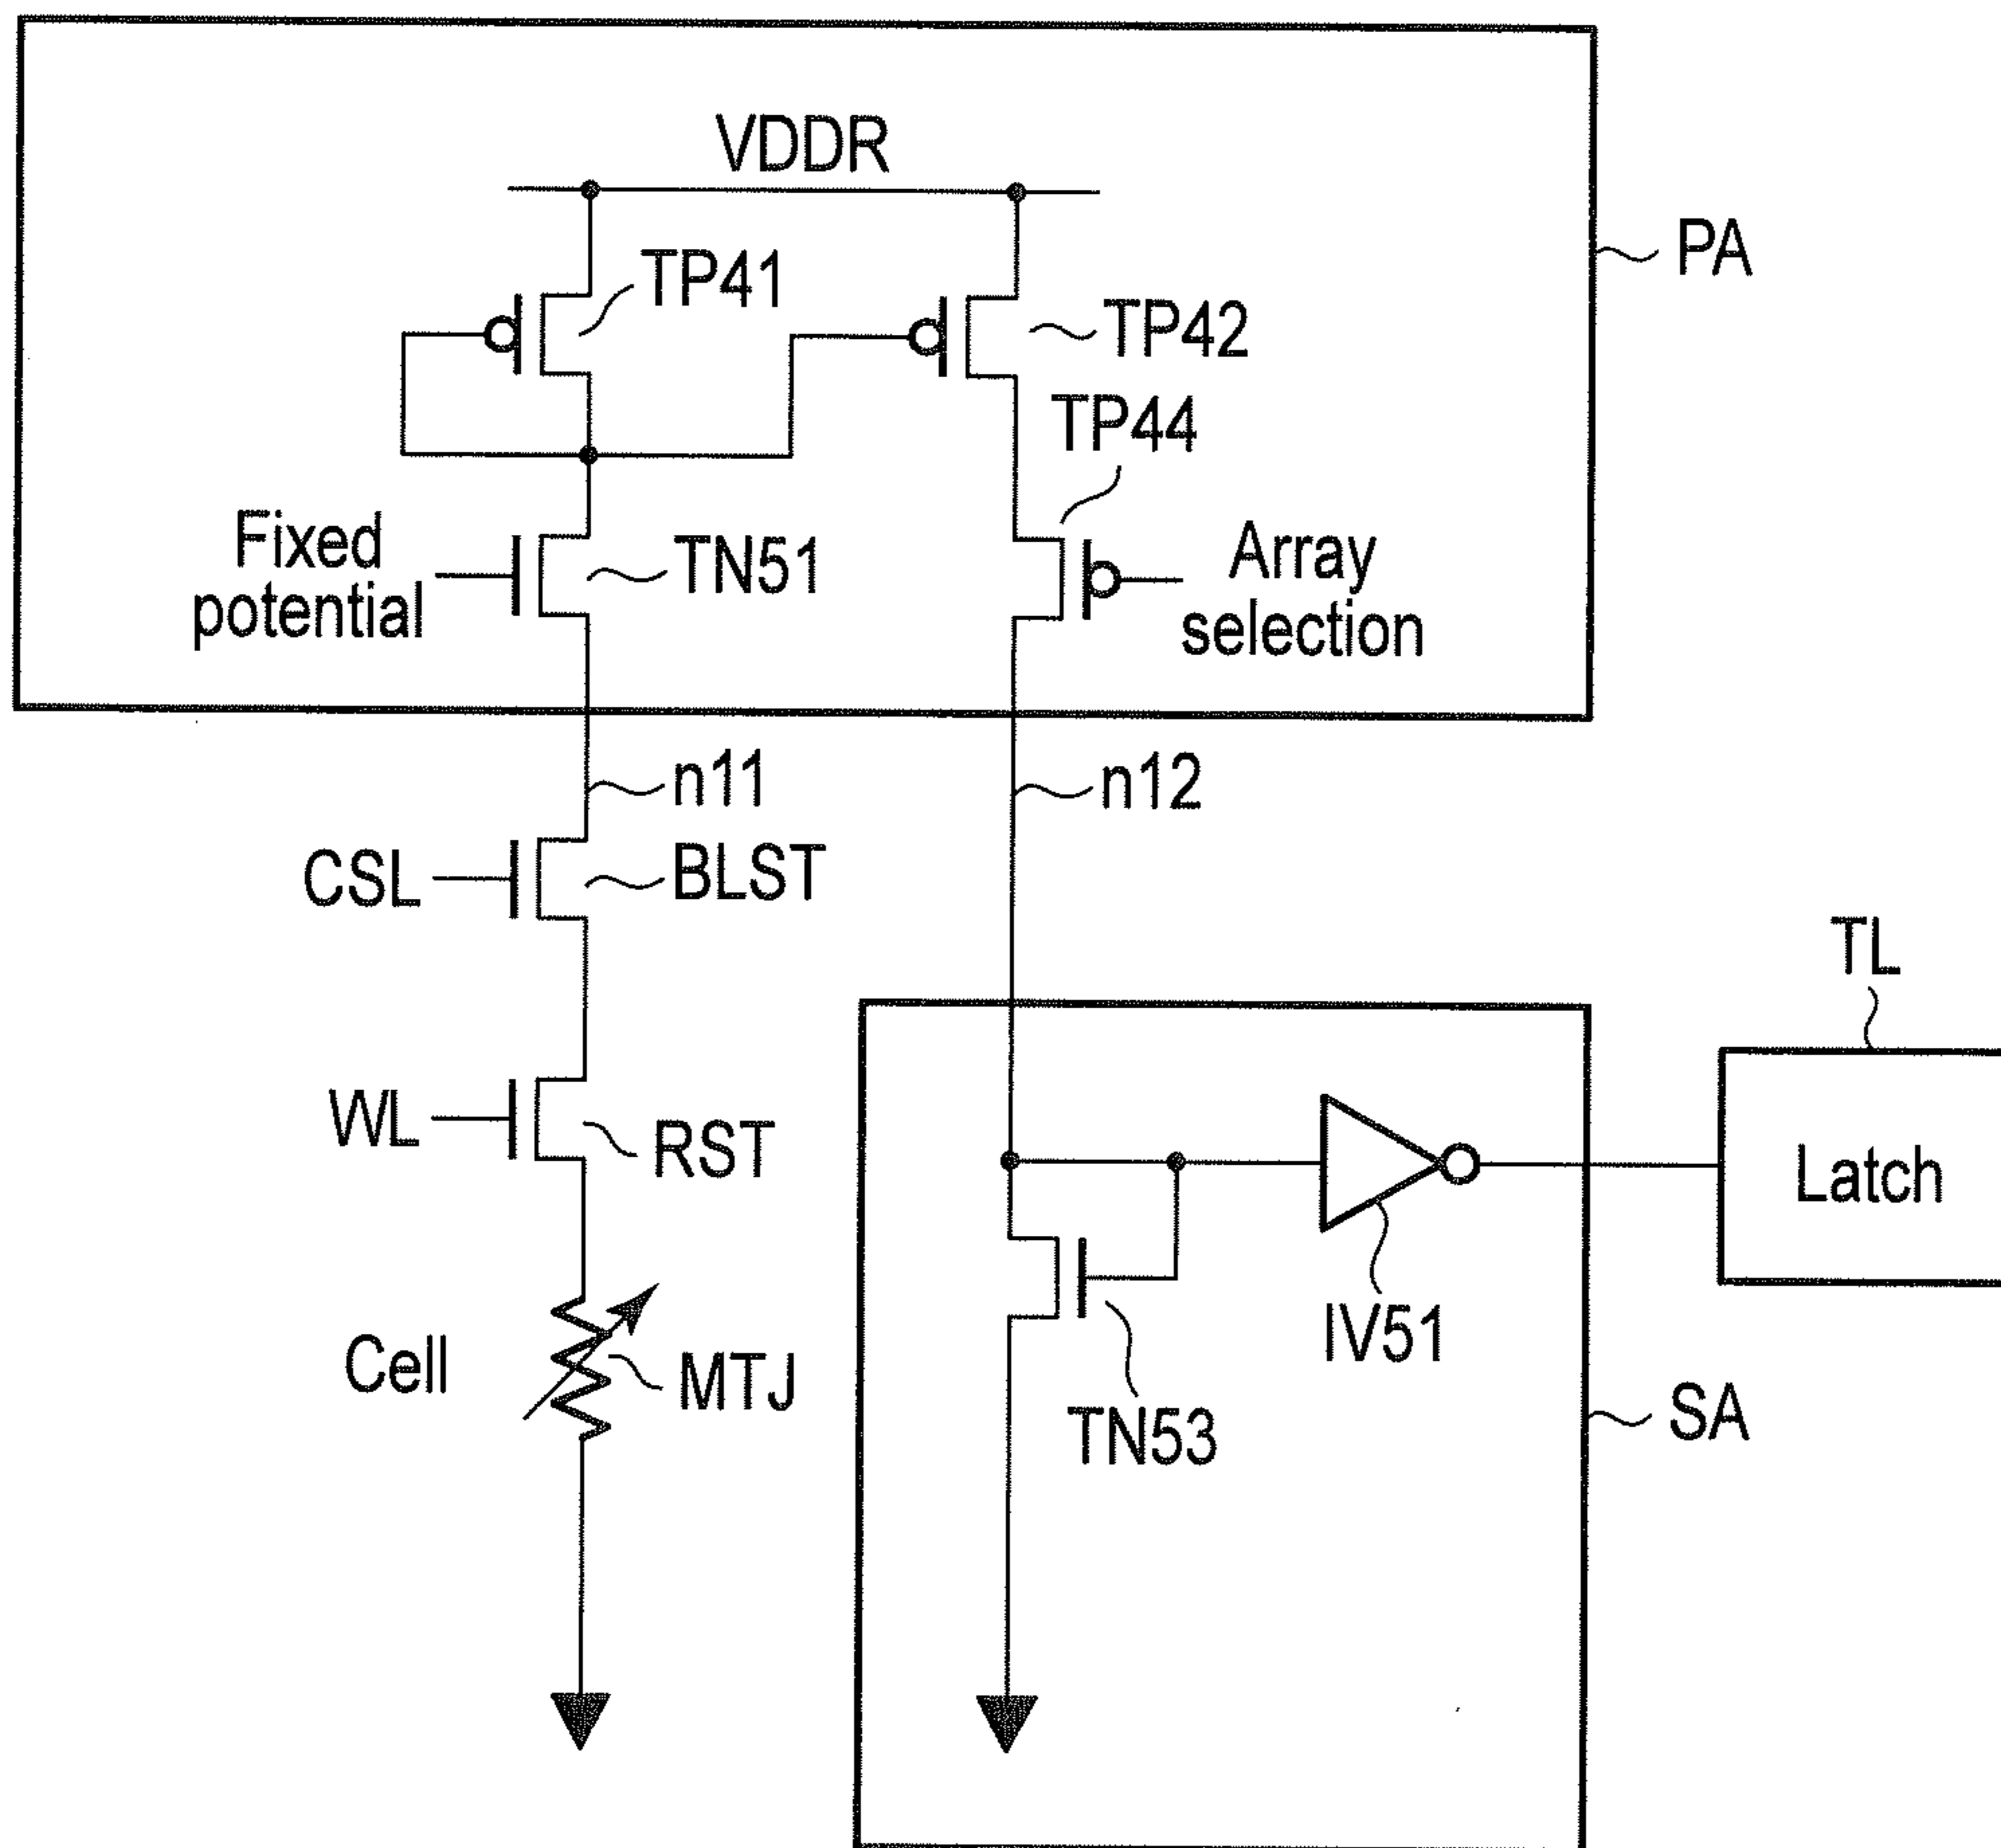 VDDR
TP41
PA
TP42
TP44
Fixed
potential
TN51
Array
selection
n11
n12
CSL
BLST
TL
WL
RST
Latch
Cell
MTJ
IV51
TN53
SA